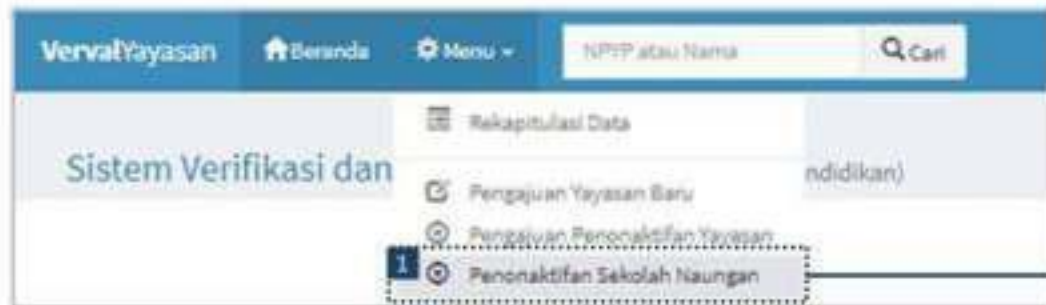 VervalYayasan Beranda Menu NPYP atau Nama Cari
Rekapitulasi Data
Sistem Verifikasi dan ndidikan)
Pengajuan Yayasan Baru
Pengajuan Penonaktifan Yayasan
1 Penonaktifan Sekolah Naungan